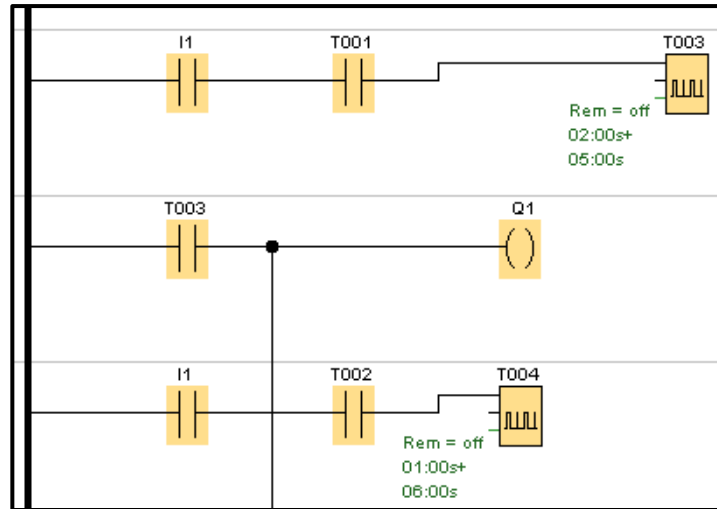 I1 T001 T003
Rem = off
02:00s+
05:00s
T003 Q1
I1 T002 T004
Rem = off
01:00s+
06:00s